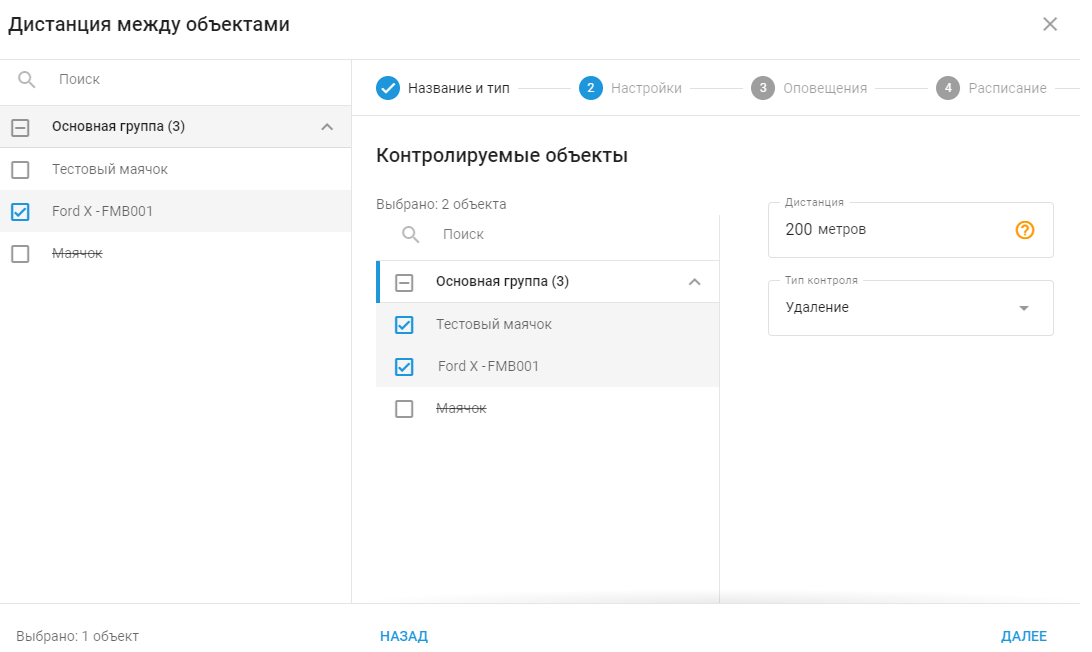 Дистанция между объектами
Поиск
Основная группа (3)
Тестовый маячок
Ford X - FMB001
Маячок
Выбрано: 1 объект
Название и тип
2 Настройки
3 Оповещения
4 Расписание
Контролируемые объекты
Выбрано: 2 объекта
Поиск
Основная группа (3)
Тестовый маячок
Ford X - FMB001
Маячок
Дистанция
200 метров
?
Тип контроля
Удаление
НАЗАД
ДАЛЕЕ